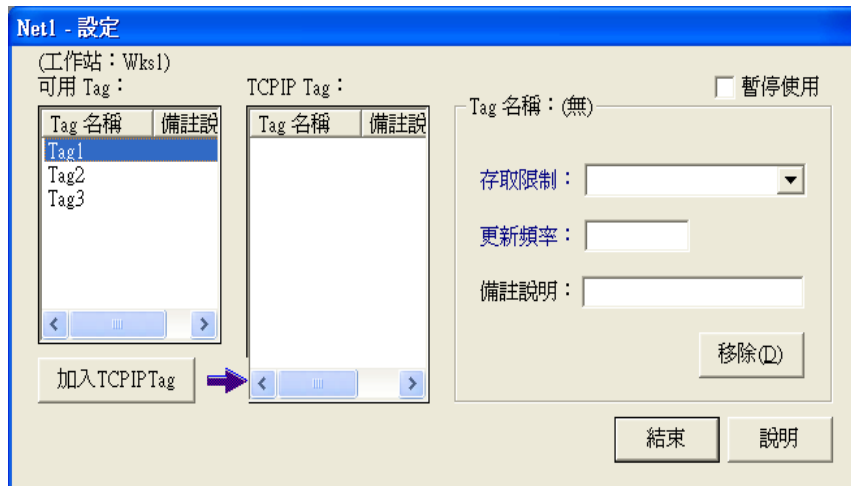 Net1 - 設定
(工作站：Wks1)
可用 Tag：
TCPIP Tag：
暫停使用
Tag 名稱 備註說
Tag1
Tag2
Tag3
加入TCPIPTag
Tag 名稱 備註說
Tag 名稱：(無)
存取限制：
更新頻率：
備註說明：
移除(D)
結束
說明